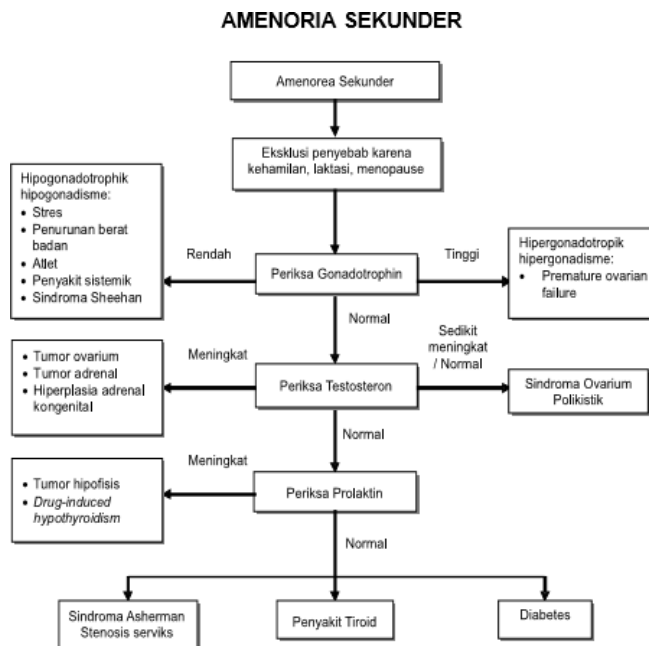 AMENORIA SEKUNDER
Amenorea Sekunder
Eksklusi penyebab karena
kehamilan, laktasi, menopause
Hipogonadotrophik
hipogonadisme:
• Stres
• Penurunan berat
badan
• Atlet
• Penyakit sistemik
• Sindroma Sheehan
Rendah
Periksa Gonadotrophin
Tinggi
Hipergonadotropik
hipergonadisme:
• Premature ovarian
failure
Normal
• Tumor ovarium
• Tumor adrenal
• Hiperplasia adrenal
kongenital
Meningkat
Periksa Testosteron
Sedikit
meningkat
/ Normal
Sindroma Ovarium
Polikistik
Normal
• Tumor hipofisis
• Drug-induced
hypothyroidism
Meningkat
Periksa Prolaktin
Normal
Sindroma Asherman
Stenosis serviks
Penyakit Tiroid
Diabetes